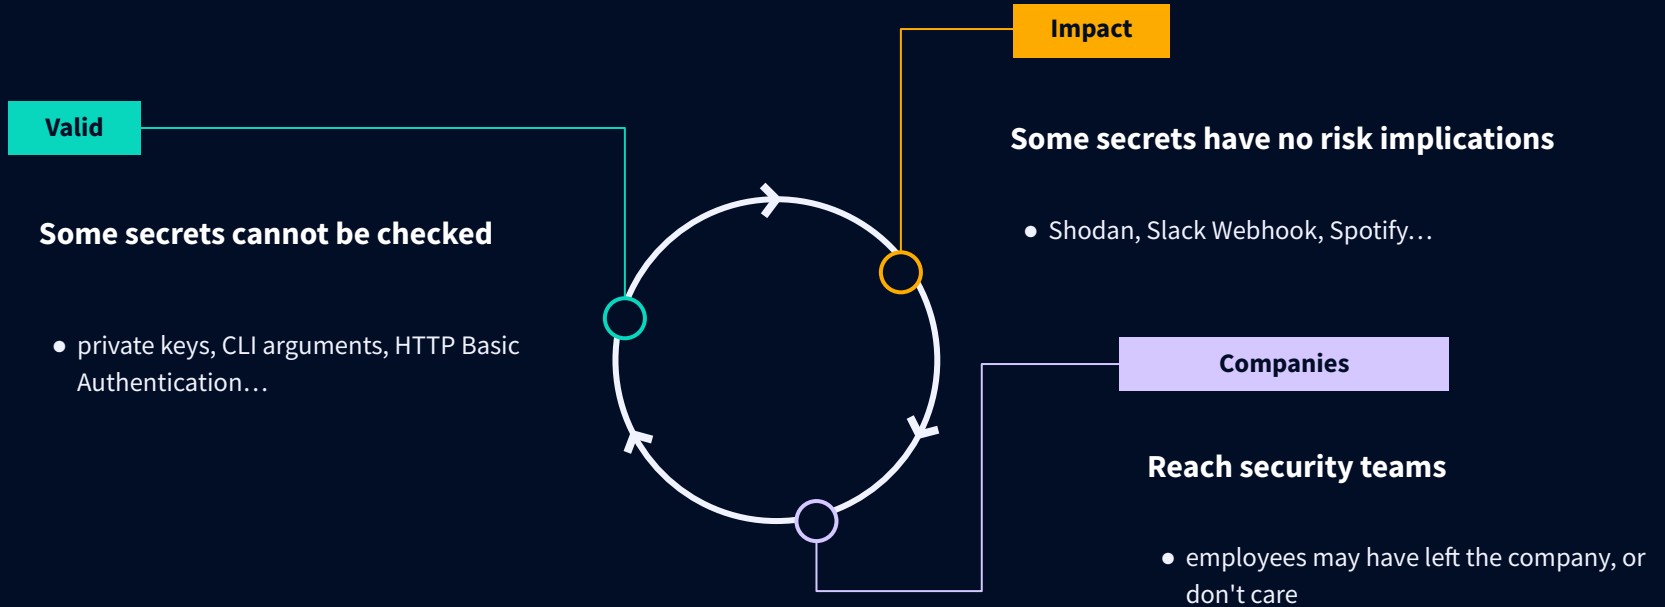 Impact
Valid
Some secrets have no risk implications
Some secrets cannot be checked
● Shodan, Slack Webhook, Spotify…
● private keys, CLI arguments, HTTP Basic
Authentication…
Companies
Reach security teams
● employees may have left the company, or
don't care